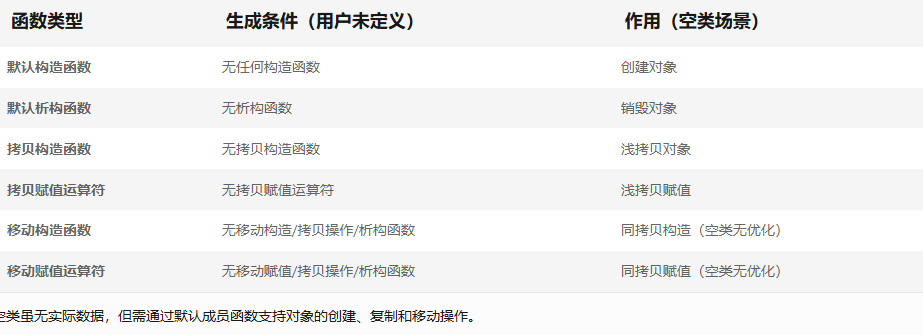 函数类型 生成条件（用户未定义） 作用（空类场景）
默认构造函数 无任何构造函数 创建对象
默认析构函数 无析构函数 销毁对象
拷贝构造函数 无拷贝构造函数 浅拷贝对象
拷贝赋值运算符 无拷贝赋值运算符 浅拷贝赋值
移动构造函数 无移动构造/拷贝操作/析构函数 同拷贝构造（空类无优化）
移动赋值运算符 无移动赋值/拷贝操作/析构函数 同拷贝赋值（空类无优化）
空类虽无实际数据，但需通过默认成员函数支持对象的创建、复制和移动操作。